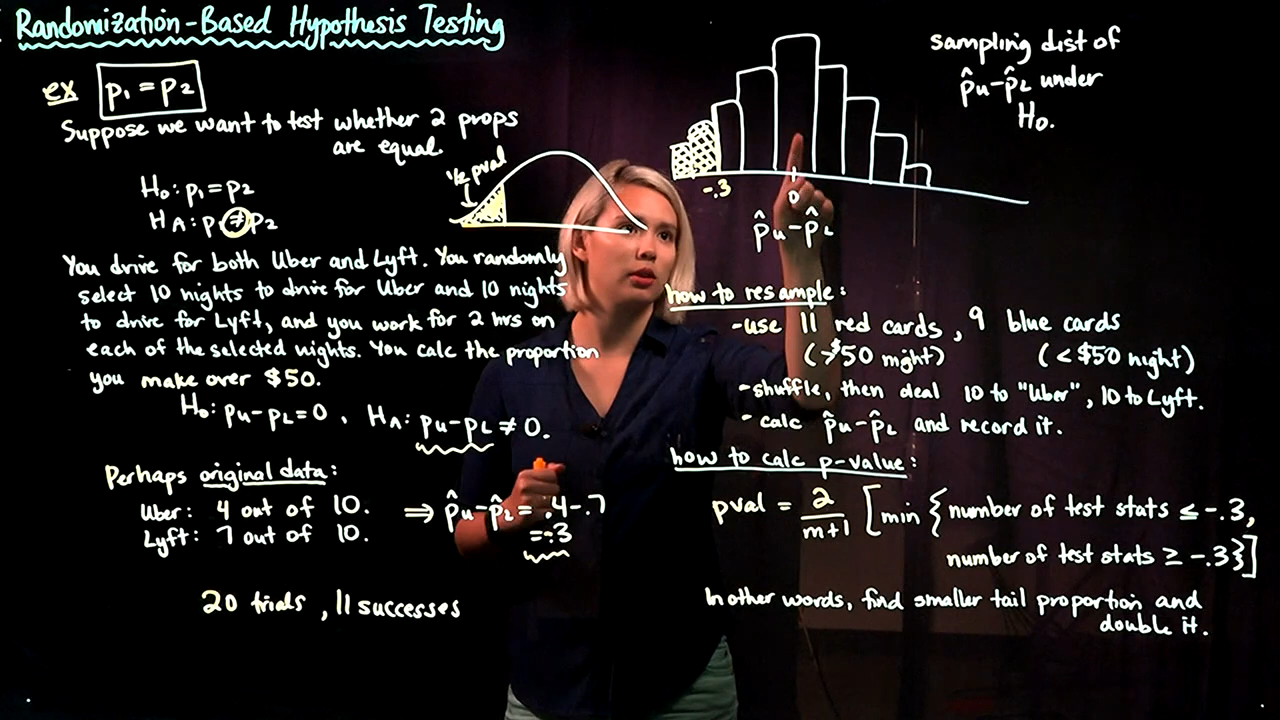 Randomization-Based Hypothesis Testing
ex p₁ = p₂
Suppose we want to test whether 2 props
are equal.
H₀: p₁ = p₂
HA: p₁ ≠ p₂
½ pval
You drive for both Uber and Lyft. You randomly
select 10 nights to drive for Uber and 10 nights
to drive for Lyft, and you work for 2 hrs on
each of the selected nights. You calc the proportion
you make over $50.
H₀: pu-pL=0, HA: pu-pL ≠ 0.
Perhaps original data:
Uber: 4 out of 10.
Lyft: 7 out of 10.
⇒ p̂u-p̂L = .4-.7
=-.3
20 trials, 11 successes
sampling dist of
p̂u-p̂L under
H₀.
-.3
0
p̂u-p̂L
how to resample:
-use 11 red cards, 9 blue cards
(>$50 night) (<$50 night)
-shuffle, then deal 10 to "Uber", 10 to Lyft.
- calc p̂u-p̂L and record it.
how to calc p-value:
pval = 2/(m+1) [min {number of test stats ≤ -.3,
number of test stats ≥ -.3}]
In other words, find smaller tail proportion and
double it.